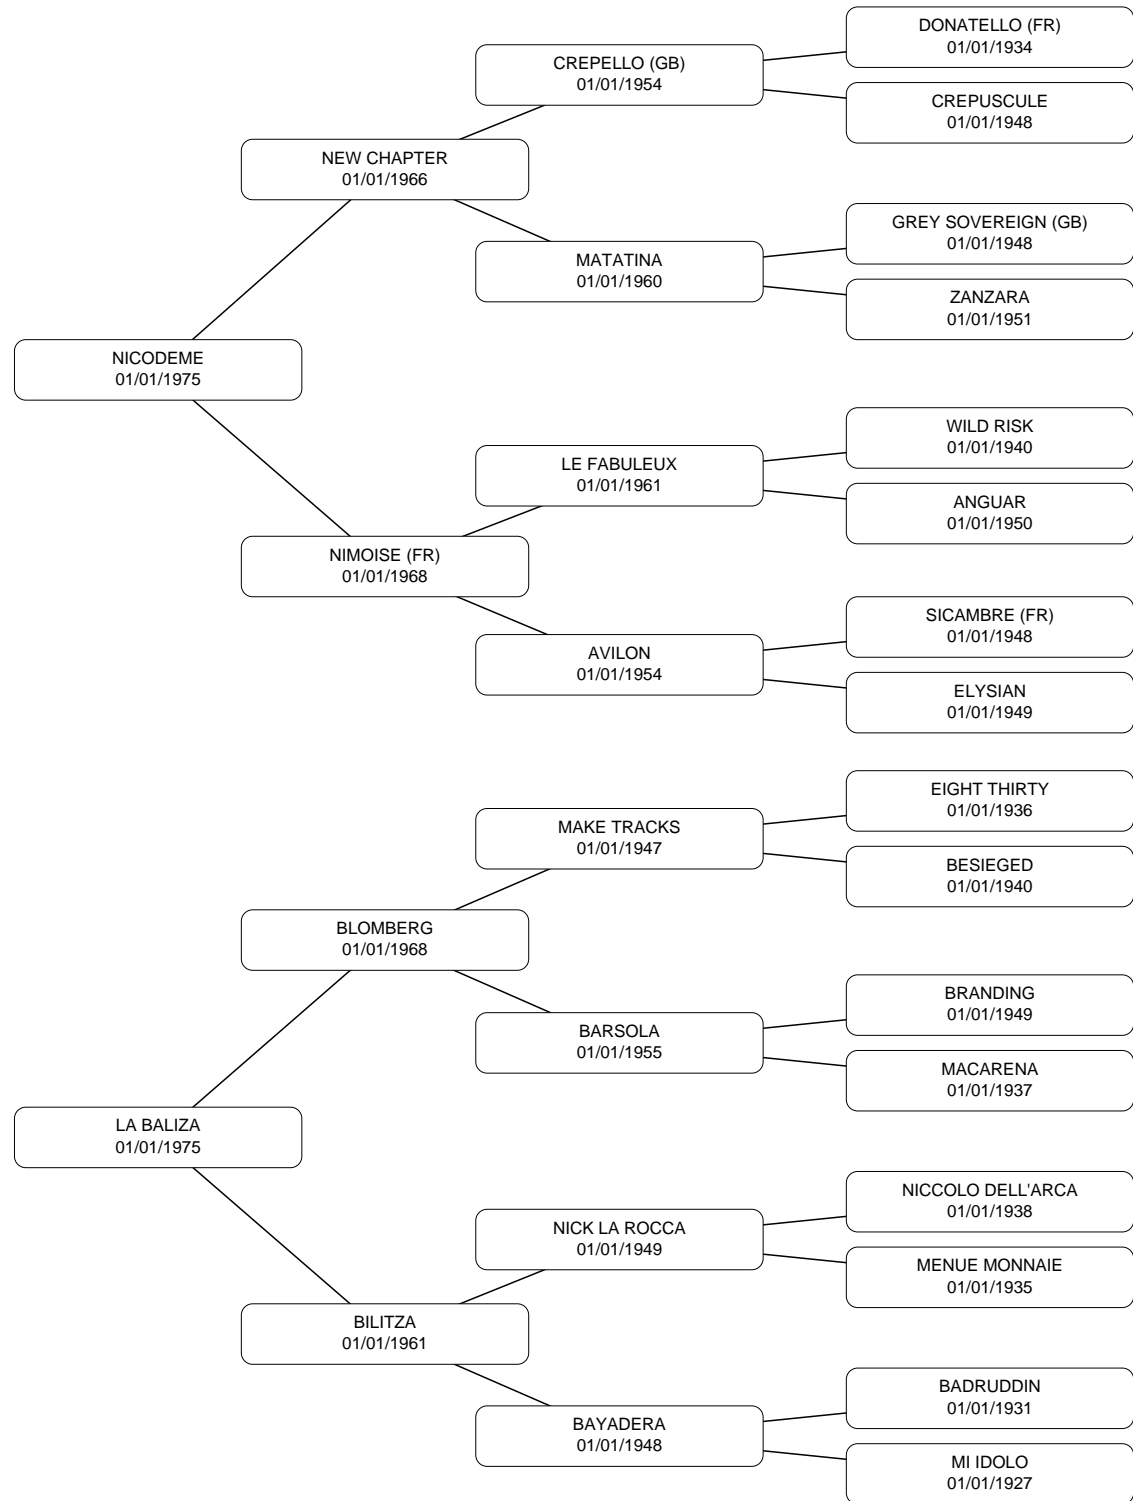 DONATELLO (FR)
01/01/1934
CREPELLO (GB)
01/01/1954
CREPUSCULE
01/01/1948
NEW CHAPTER
01/01/1966
GREY SOVEREIGN (GB)
01/01/1948
MATATINA
01/01/1960
ZANZARA
01/01/1951
NICODEME
01/01/1975
WILD RISK
01/01/1940
LE FABULEUX
01/01/1961
ANGUAR
01/01/1950
NIMOISE (FR)
01/01/1968
SICAMBRE (FR)
01/01/1948
AVILON
01/01/1954
ELYSIAN
01/01/1949
EIGHT THIRTY
01/01/1936
MAKE TRACKS
01/01/1947
BESIEGED
01/01/1940
BLOMBERG
01/01/1968
BRANDING
01/01/1949
BARSOLA
01/01/1955
MACARENA
01/01/1937
LA BALIZA
01/01/1975
NICCOLO DELL'ARCA
01/01/1938
NICK LA ROCCA
01/01/1949
MENUE MONNAIE
01/01/1935
BILITZA
01/01/1961
BADRUDDIN
01/01/1931
BAYADERA
01/01/1948
MI IDOLO
01/01/1927